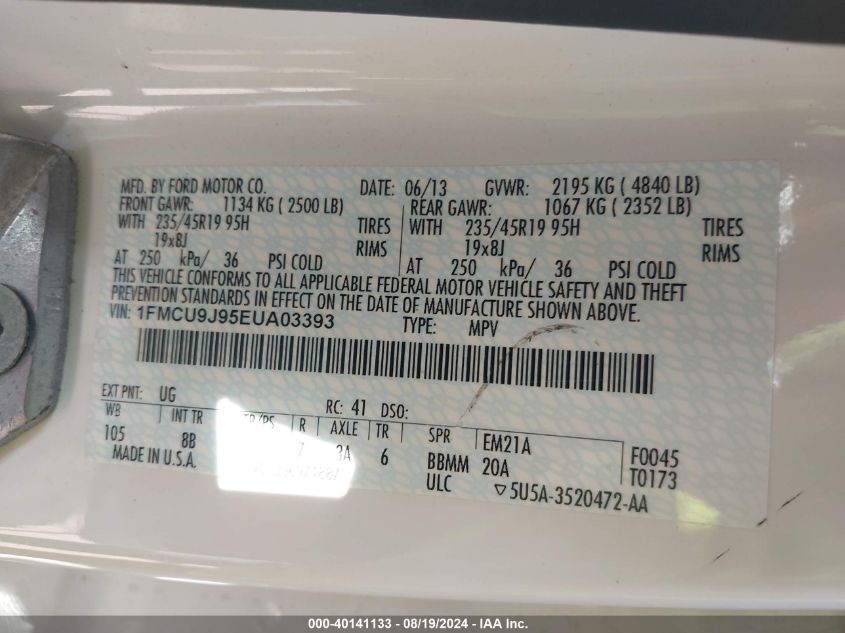 MFD. BY FORD MOTOR CO. DATE: 06/13 GVWR: 2195 KG ( 4840 LB)
FRONT GAWR: 1134 KG ( 2500 LB) REAR GAWR: 1067 KG ( 2352 LB)
WITH 235/45R19 95H TIRES WITH 235/45R19 95H TIRES
19x8J RIMS 19x8J RIMS
AT 250 kPa/ 36 PSI COLD AT 250 kPa/ 36 PSI COLD
THIS VEHICLE CONFORMS TO ALL APPLICABLE FEDERAL MOTOR VEHICLE SAFETY AND THEFT
PREVENTION STANDARDS IN EFFECT ON THE DATE OF MANUFACTURE SHOWN ABOVE.
VIN: 1FMCU9J95EUA03393 TYPE: MPV
EXT PNT: UG RC: 41 DSO:
WB INT TR TP/PS R AXLE TR SPR EM21A F0045
105 8B 7 3A 6 BBMM 20A T0173
MADE IN U.S.A. ULC ▽5U5A-3520472-AA
000-40141133 - 08/19/2024 - IAA Inc.